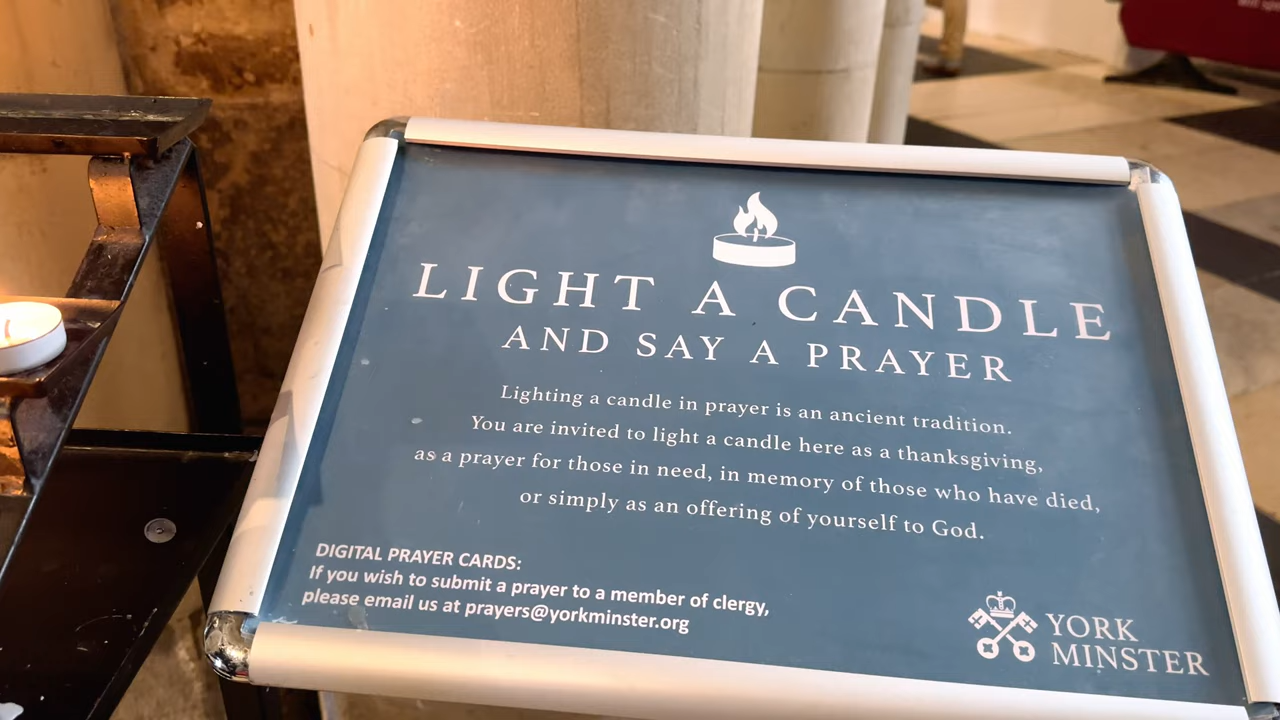 LIGHT A CANDLE
AND SAY A PRAYER
Lighting a candle in prayer is an ancient tradition.
You are invited to light a candle here as a thanksgiving,
as a prayer for those in need, in memory of those who have died,
or simply as an offering of yourself to God.
DIGITAL PRAYER CARDS:
If you wish to submit a prayer to a member of clergy,
please email us at prayers@yorkminster.org
YORK
MINSTER